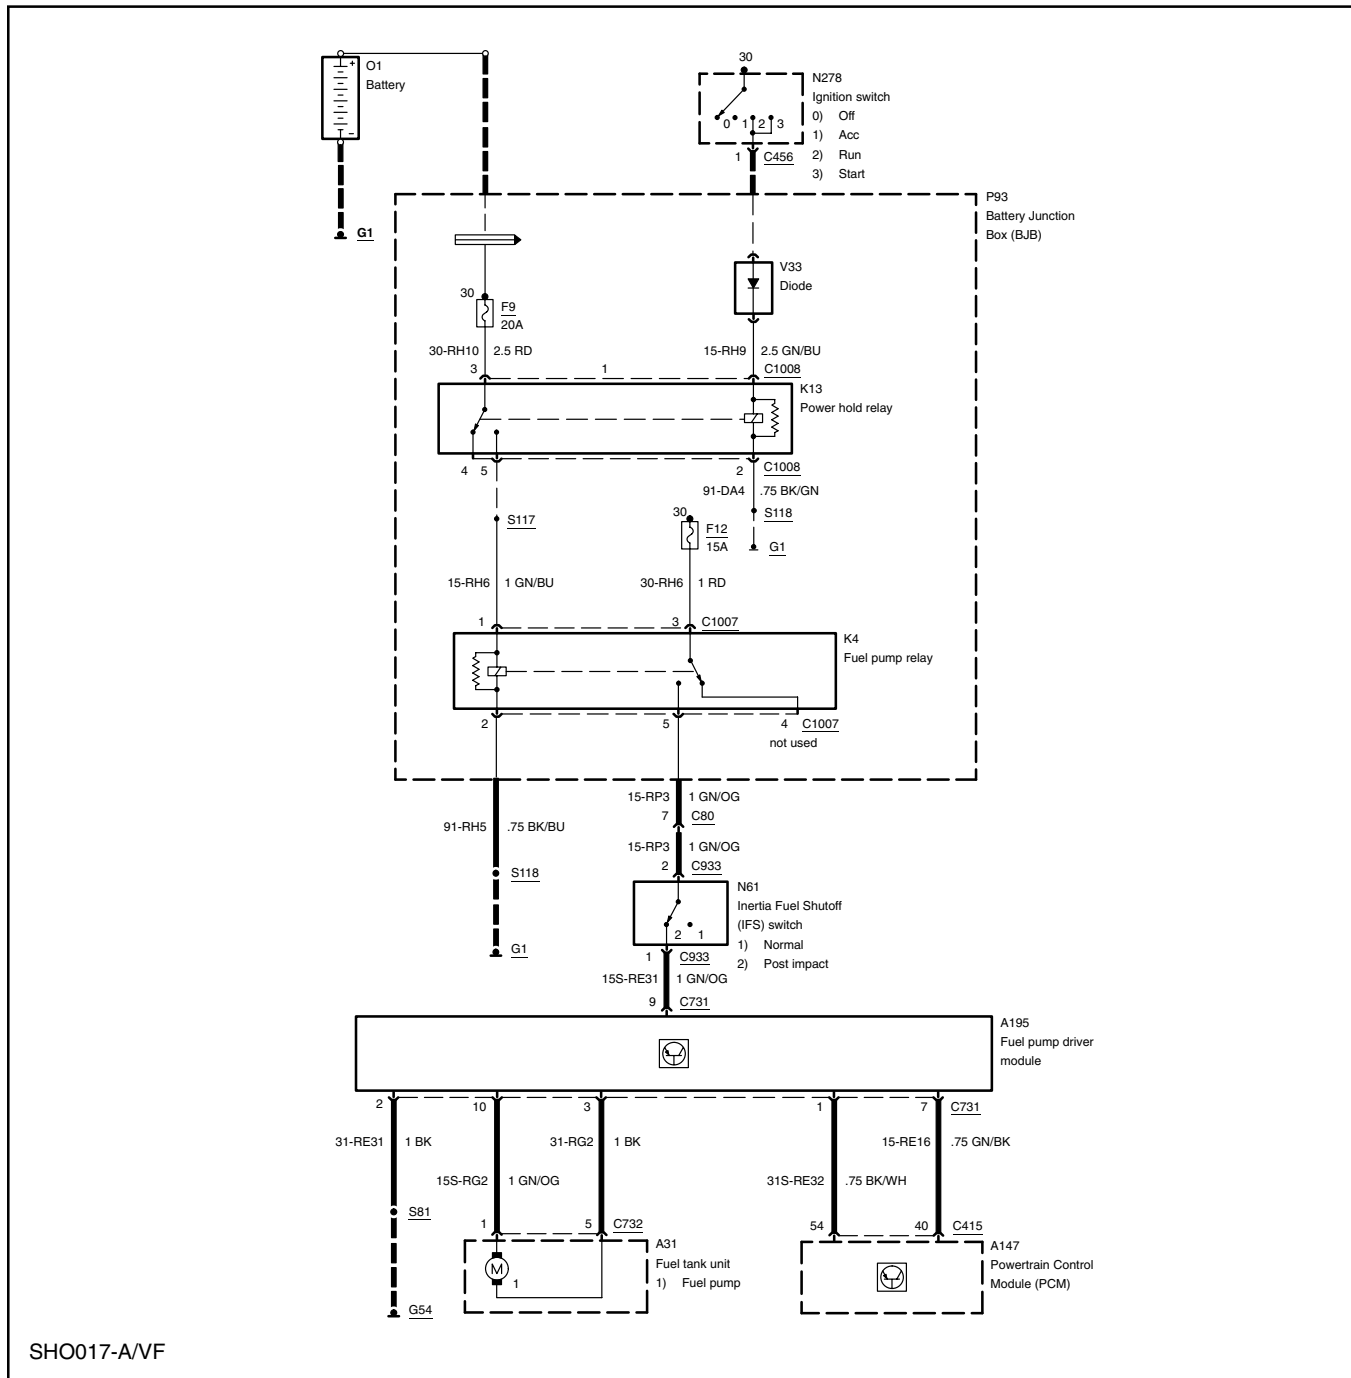 O1
Battery
+
-
G1
30
N278
Ignition switch
0) Off
1) Acc
2) Run
3) Start
0 1 2 3
1 C456
P93
Battery Junction
Box (BJB)
V33
Diode
30
F9
20A
30-RH10 2.5 RD
15-RH9 2.5 GN/BU
3 1 C1008
K13
Power hold relay
4 5 2 C1008
91-DA4 .75 BK/GN
S118
G1
S117
30
F12
15A
15-RH6 1 GN/BU
30-RH6 1 RD
1 3 C1007
K4
Fuel pump relay
2 5 4 C1007
not used
15-RP3 1 GN/OG
7 C80
91-RH5 .75 BK/BU
15-RP3 1 GN/OG
2 C933
S118
G1
N61
Inertia Fuel Shutoff
(IFS) switch
1) Normal
2) Post impact
2 1
1 C933
15S-RE31 1 GN/OG
9 C731
A195
Fuel pump driver
module
2 10 3 1 7 C731
31-RE31 1 BK
31-RG2 1 BK
15-RE16 .75 GN/BK
15S-RG2 1 GN/OG
31S-RE32 .75 BK/WH
S81
1 5 C732
54 40 C415
A31
Fuel tank unit
1) Fuel pump
M
1
A147
Powertrain Control
Module (PCM)
G54
SHO017-A/VF